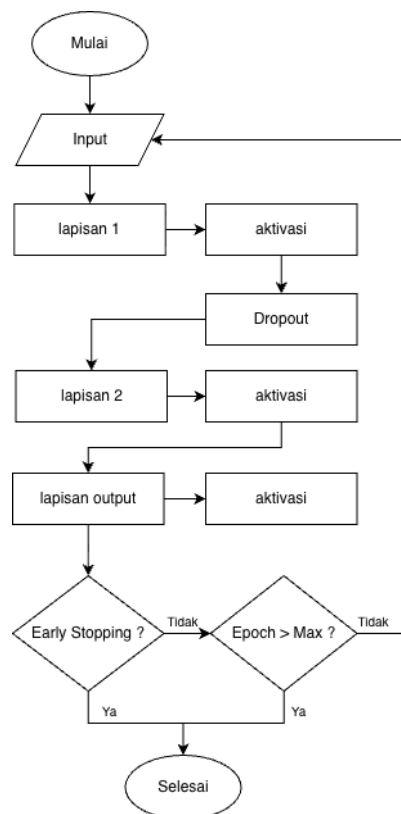 Mulai
Input
lapisan 1
aktivasi
Dropout
lapisan 2
aktivasi
lapisan output
aktivasi
Early Stopping ?
Tidak
Epoch > Max ?
Tidak
Ya
Ya
Selesai